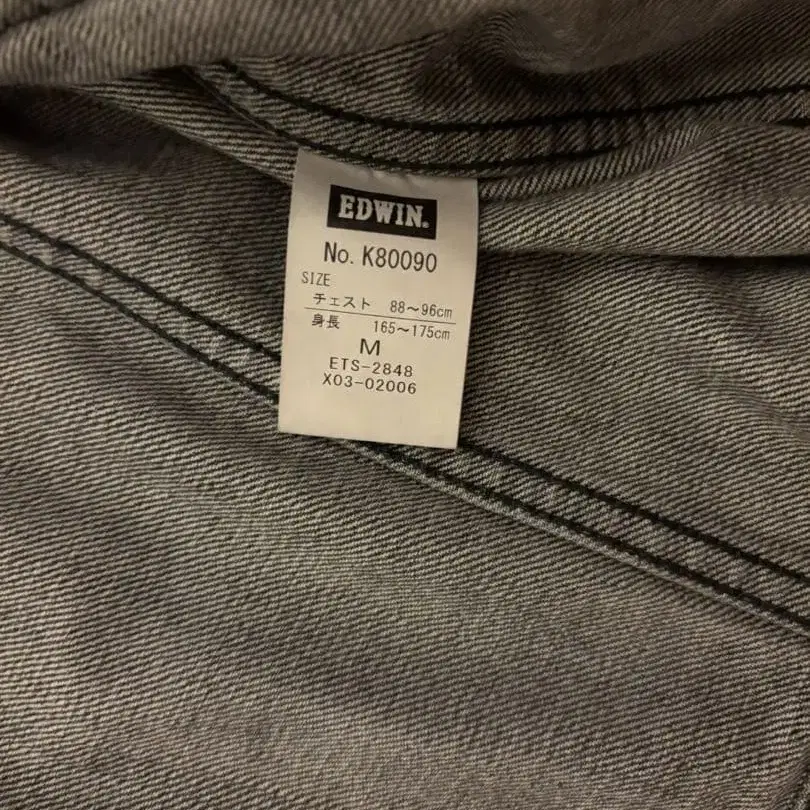 EDWIN.
No. K80090
SIZE
チェスト 88〜96cm
身長 165〜175cm
M
ETS-2848
X03-02006